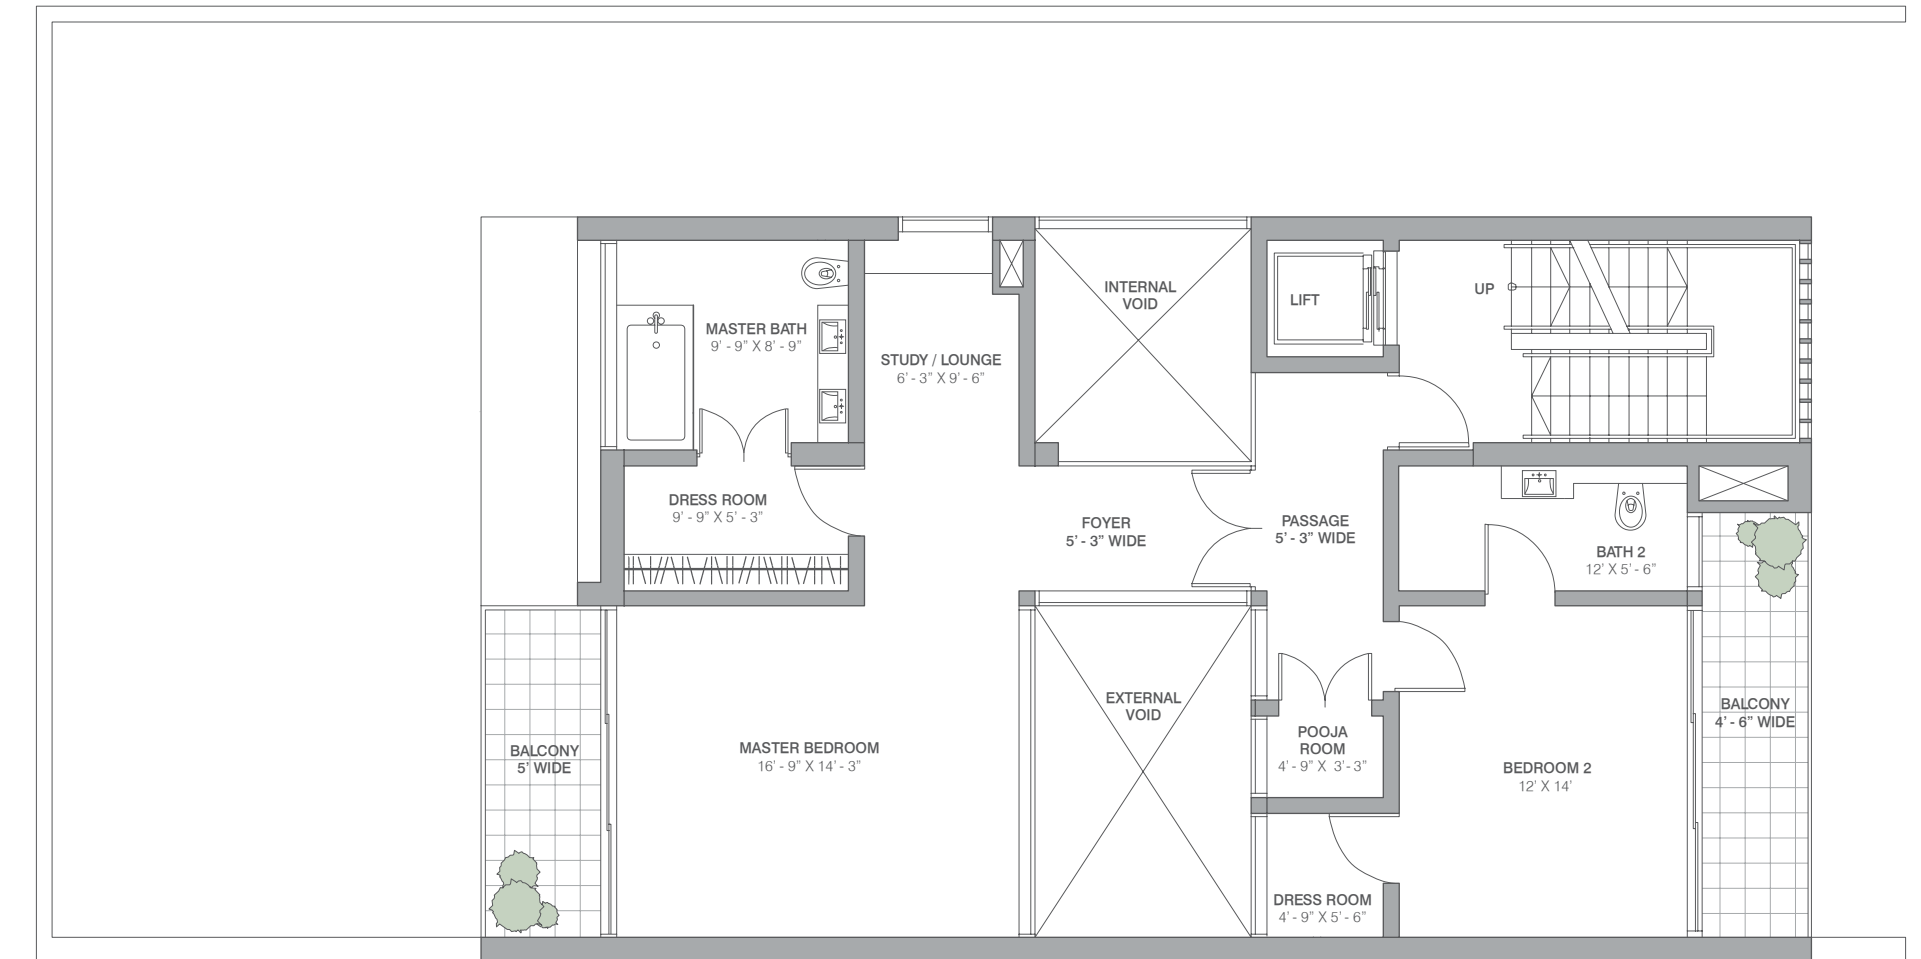 INTERNAL
VOID
LIFT
UP
MASTER BATH
9' - 9" X 8' - 9"
STUDY / LOUNGE
6' - 3" X 9' - 6"
DRESS ROOM
9' - 9" X 5' - 3"
FOYER
5' - 3" WIDE
PASSAGE
5' - 3" WIDE
BATH 2
12' X 5' - 6"
BALCONY
5' WIDE
MASTER BEDROOM
16' - 9" X 14' - 3"
EXTERNAL
VOID
POOJA
ROOM
4' - 9" X 3' - 3"
BEDROOM 2
12' X 14'
BALCONY
4' - 6" WIDE
DRESS ROOM
4' - 9" X 5' - 6"